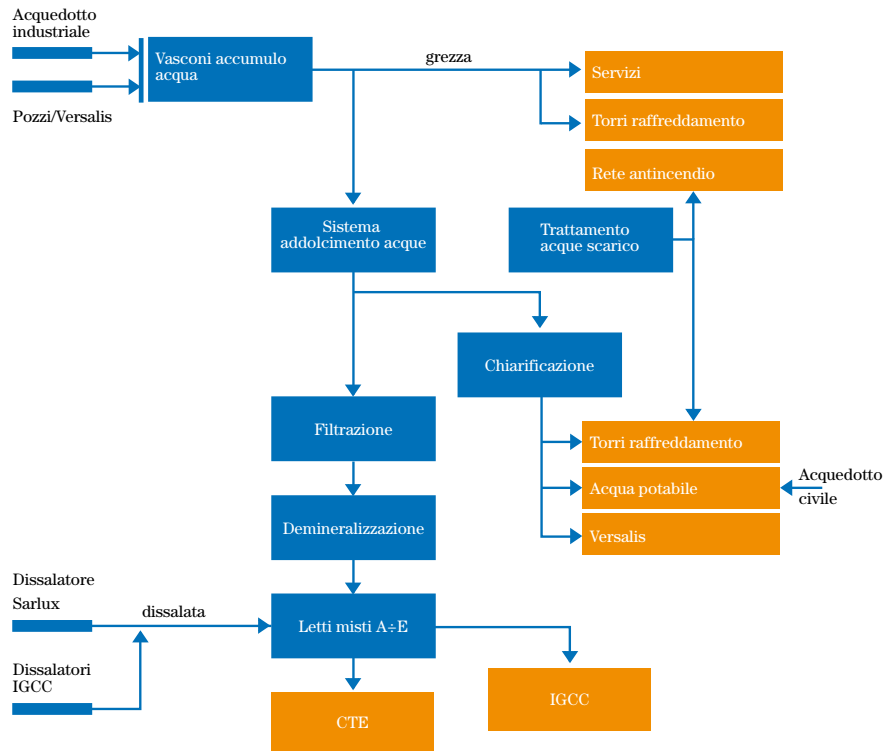 Acquedotto
industriale
Vasconi accumulo
acqua
grezza
Servizi
Pozzi/Versalis
Torri raffreddamento
Rete antincendio
Sistema
addolcimento acque
Trattamento
acque scarico
Chiarificazione
Filtrazione
Torri raffreddamento
Acqua potabile
Acquedotto
civile
Demineralizzazione
Versalis
Dissalatore
Sarlux
dissalata
Letti misti A÷E
Dissalatori
IGCC
CTE
IGCC